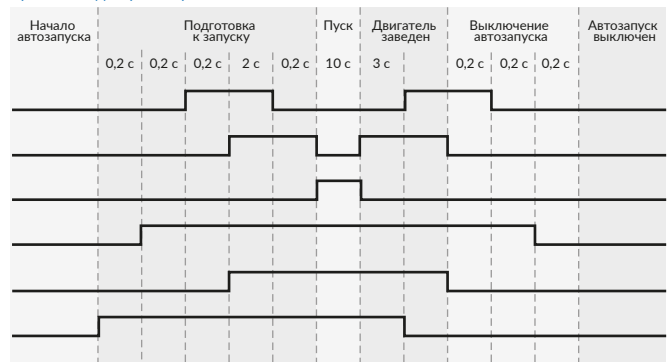 Начало
автозапуска
Подготовка
к запуску
Пуск
Двигатель
заведен
Выключение
автозапуска
Автозапуск
выключен
0,2 с 0,2 с 0,2 с 2 с 0,2 с 10 с 3 с 0,2 с 0,2 с 0,2 с